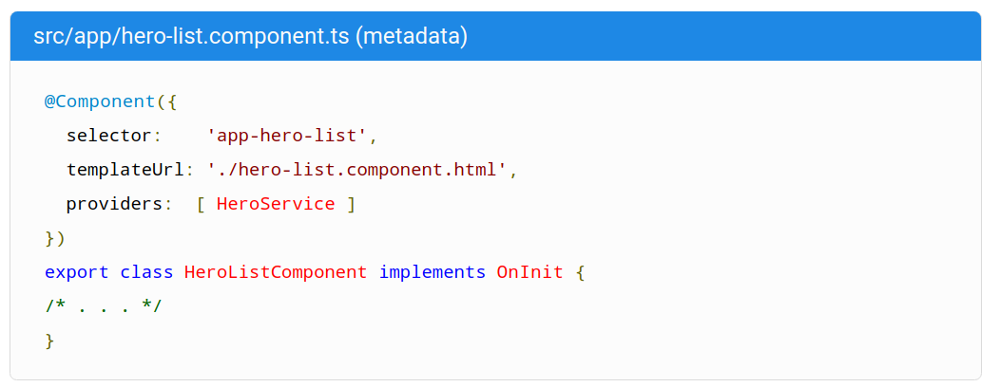 src/app/hero-list.component.ts (metadata)
@Component({
  selector:    'app-hero-list',
  templateUrl: './hero-list.component.html',
  providers:  [ HeroService ]
})
export class HeroListComponent implements OnInit {
/* . . . */
}